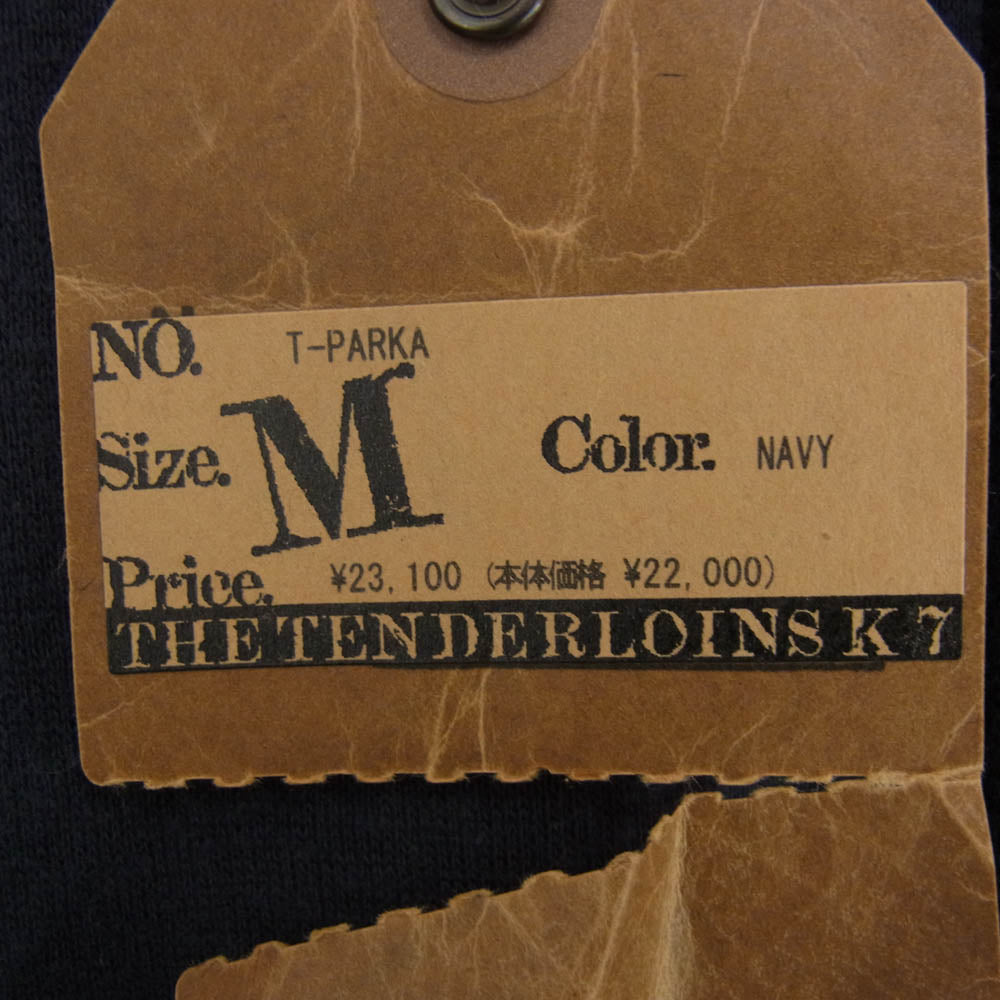 NO. T-PARKA
Size. M Color. NAVY
Price. ¥23,100 (本体価格 ¥22,000)
THE TENDERLOINS K 7